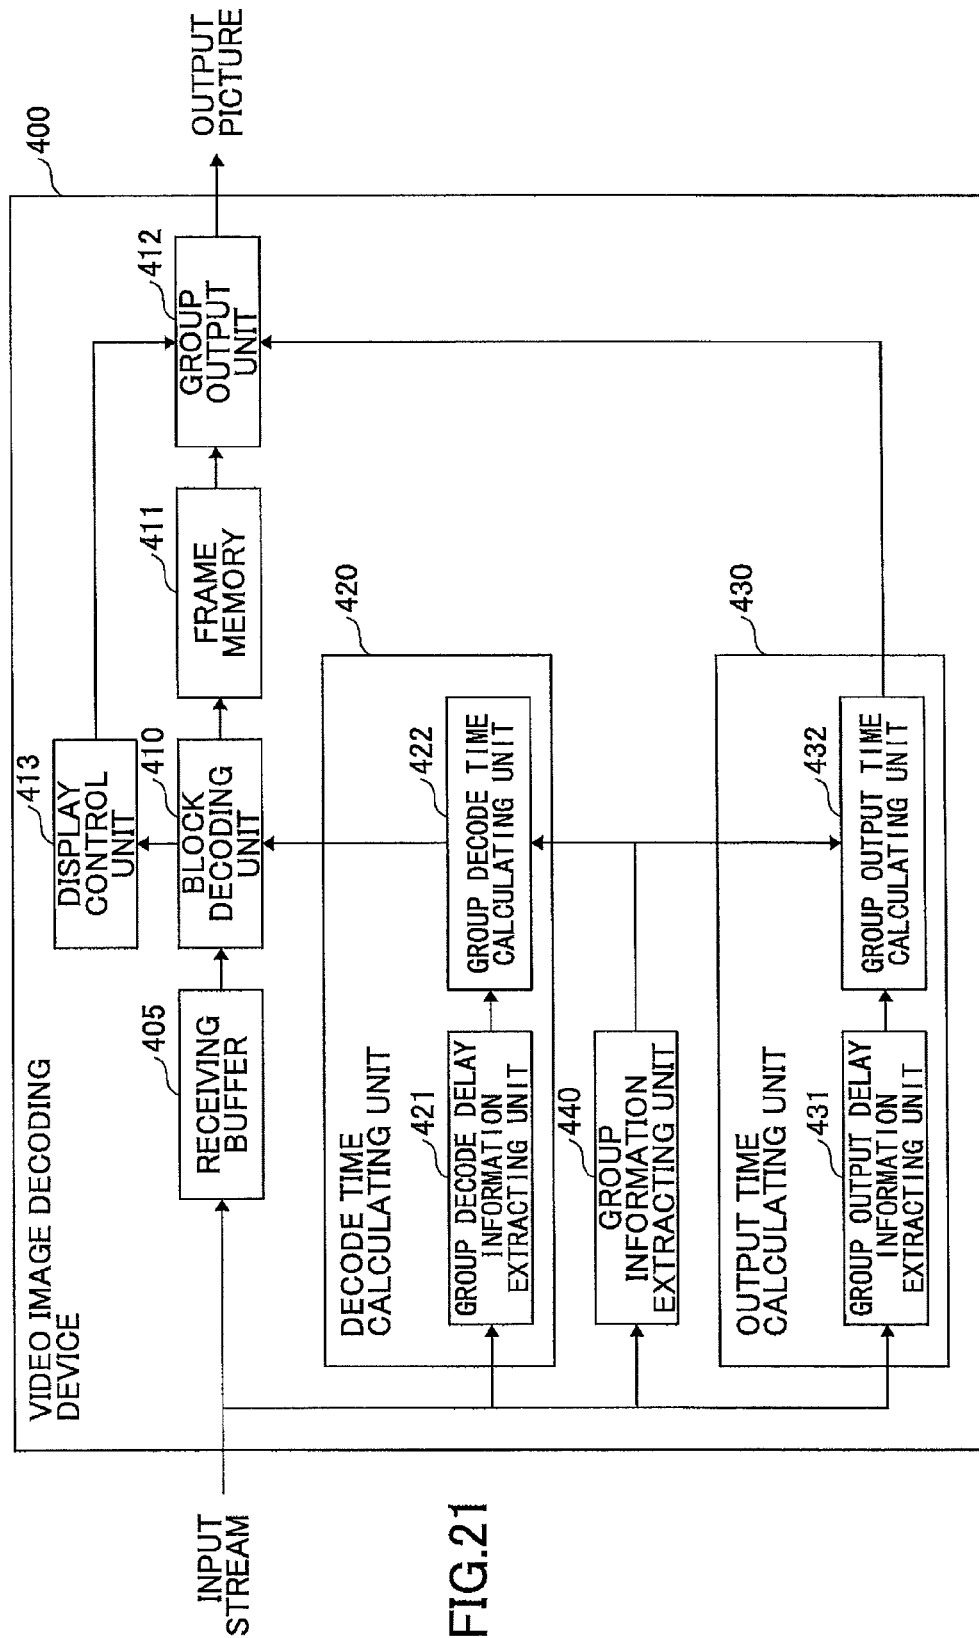 FIG.21
VIDEO IMAGE DECODING
DEVICE
400
INPUT
STREAM
405
RECEIVING
BUFFER
413
DISPLAY
CONTROL
UNIT
410
BLOCK
DECODING
UNIT
411
FRAME
MEMORY
412
GROUP
OUTPUT
UNIT
OUTPUT
PICTURE
420
DECODE TIME
CALCULATING UNIT
421
GROUP DECODE DELAY
INFORMATION
EXTRACTING UNIT
422
GROUP DECODE TIME
CALCULATING UNIT
440
GROUP
INFORMATION
EXTRACTING UNIT
430
OUTPUT TIME
CALCULATING UNIT
431
GROUP OUTPUT DELAY
INFORMATION
EXTRACTING UNIT
432
GROUP OUTPUT TIME
CALCULATING UNIT